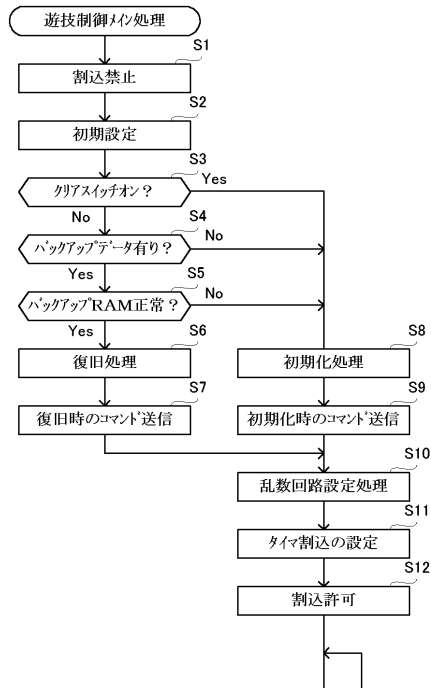 遊技制御ﾒｲﾝ処理
S1
割込禁止
S2
初期設定
S3
ｸﾘｱｽｲｯﾁｵﾝ？
Yes
No
S4
ﾊﾞｯｸｱｯﾌﾟﾃﾞｰﾀ有り？
No
Yes
S5
ﾊﾞｯｸｱｯﾌﾟRAM正常？
No
Yes
S6
復旧処理
S7
復旧時のｺﾏﾝﾄﾞ送信
S8
初期化処理
S9
初期化時のｺﾏﾝﾄﾞ送信
S10
乱数回路設定処理
S11
ﾀｲﾏ割込の設定
S12
割込許可